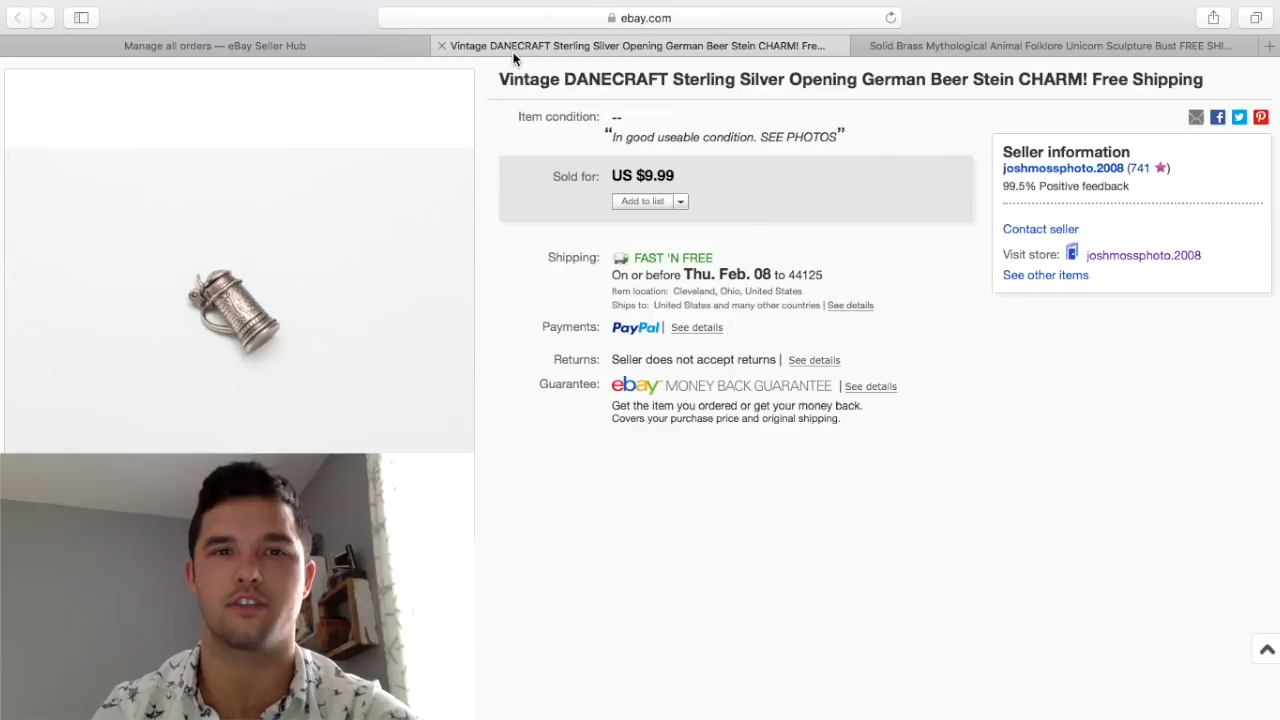 ebay.com
Manage all orders — eBay Seller Hub
Vintage DANECRAFT Sterling Silver Opening German Beer Stein CHARM! Fre...
Solid Brass Mythological Animal Folklore Unicorn Sculpture Bust FREE SHI...
Vintage DANECRAFT Sterling Silver Opening German Beer Stein CHARM! Free Shipping
Item condition: --
“In good useable condition. SEE PHOTOS”
Sold for: US $9.99
Add to list
Shipping: FAST 'N FREE
On or before Thu. Feb. 08 to 44125
Item location: Cleveland, Ohio, United States
Ships to: United States and many other countries | See details
Payments: PayPal | See details
Returns: Seller does not accept returns | See details
Guarantee: ebay MONEY BACK GUARANTEE | See details
Get the item you ordered or get your money back.
Covers your purchase price and original shipping.
Seller information
joshmossphoto.2008 (741 )
99.5% Positive feedback
Contact seller
Visit store: joshmossphoto.2008
See other items